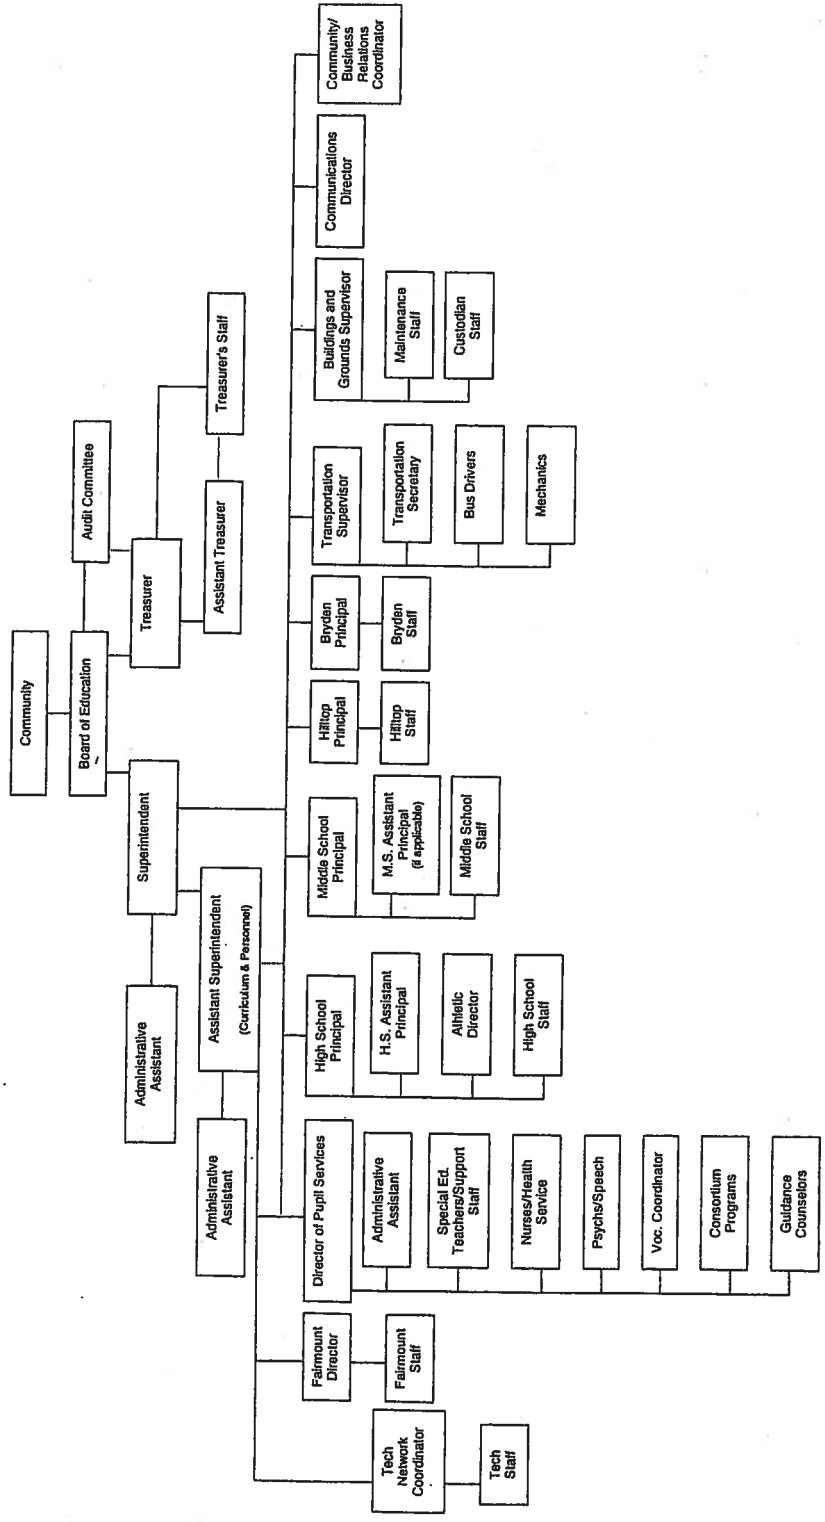 Community
Board of Education
Audit Committee
Superintendent
Treasurer
Administrative
Assistant
Assistant Superintendent
(Curriculum & Personnel)
Assistant Treasurer
Treasurer's Staff
Administrative
Assistant
Tech
Network
Coordinator
Tech
Staff
Fairmount
Director
Fairmount
Staff
Director of Pupil Services
Administrative
Assistant
Special Ed.
Teachers/Support
Staff
Nurses/Health
Service
Psychs/Speech
Voc. Coordinator
Consortium
Programs
Guidance
Counselors
High School
Principal
H.S. Assistant
Principal
Athletic
Director
High School
Staff
Middle School
Principal
M.S. Assistant
Principal
(if applicable)
Middle School
Staff
Hilltop
Principal
Hilltop
Staff
Bryden
Principal
Bryden
Staff
Transportation
Supervisor
Transportation
Secretary
Bus Drivers
Mechanics
Buildings and
Grounds Supervisor
Maintenance
Staff
Custodian
Staff
Communications
Director
Community/
Business
Relations
Coordinator